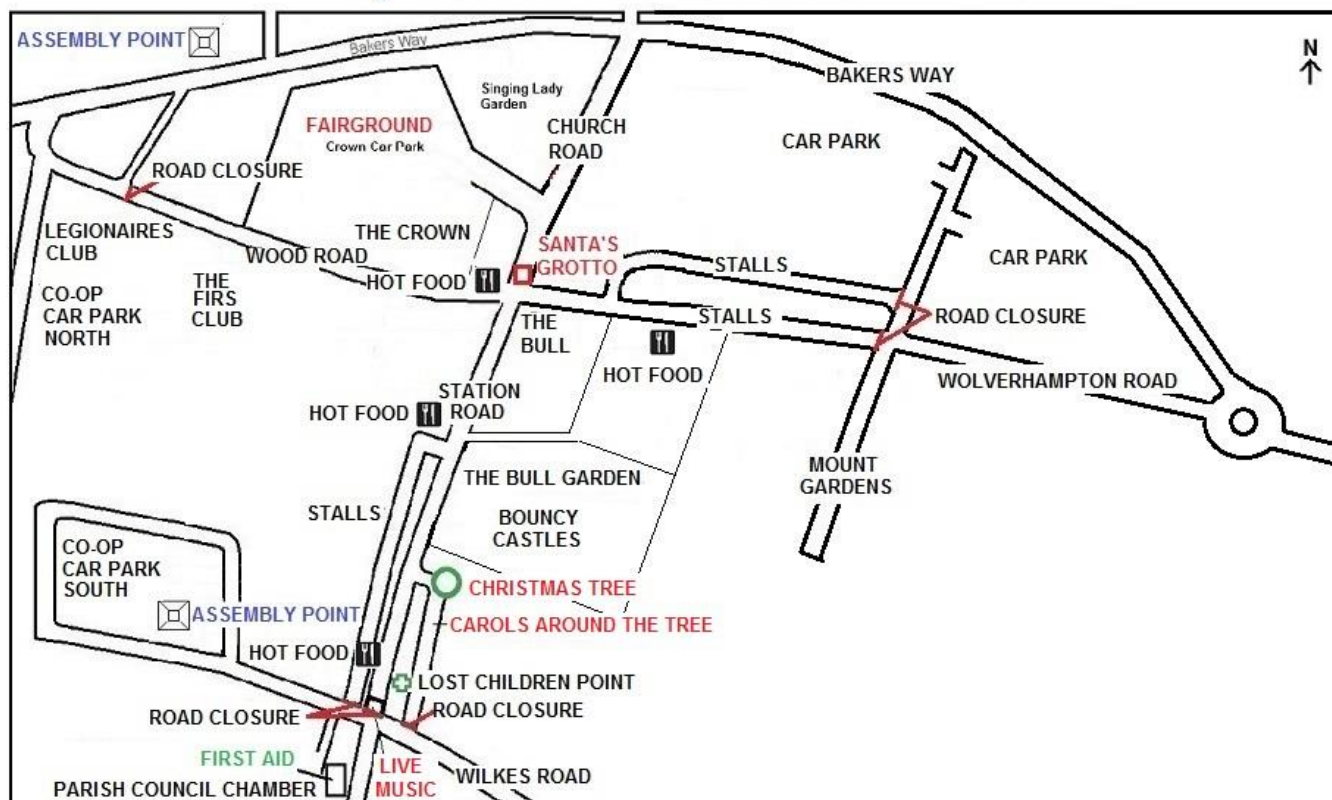 ASSEMBLY POINT
Bakers Way
N
BAKERS WAY
Singing Lady
Garden
FAIRGROUND
Crown Car Park
CHURCH
ROAD
CAR PARK
ROAD CLOSURE
LEGIONAIRES
CLUB
THE CROWN
WOOD ROAD
SANTA'S
GROTTO
STALLS
CAR PARK
HOT FOOD
CO-OP
CAR PARK
NORTH
THE
FIRS
CLUB
THE
BULL
STALLS
ROAD CLOSURE
HOT FOOD
WOLVERHAMPTON ROAD
STATION
ROAD
HOT FOOD
THE BULL GARDEN
MOUNT
GARDENS
STALLS
BOUNCY
CASTLES
CO-OP
CAR PARK
SOUTH
CHRISTMAS TREE
ASSEMBLY POINT
CAROLS AROUND THE TREE
HOT FOOD
LOST CHILDREN POINT
ROAD CLOSURE
ROAD CLOSURE
FIRST AID
LIVE
MUSIC
WILKES ROAD
PARISH COUNCIL CHAMBER